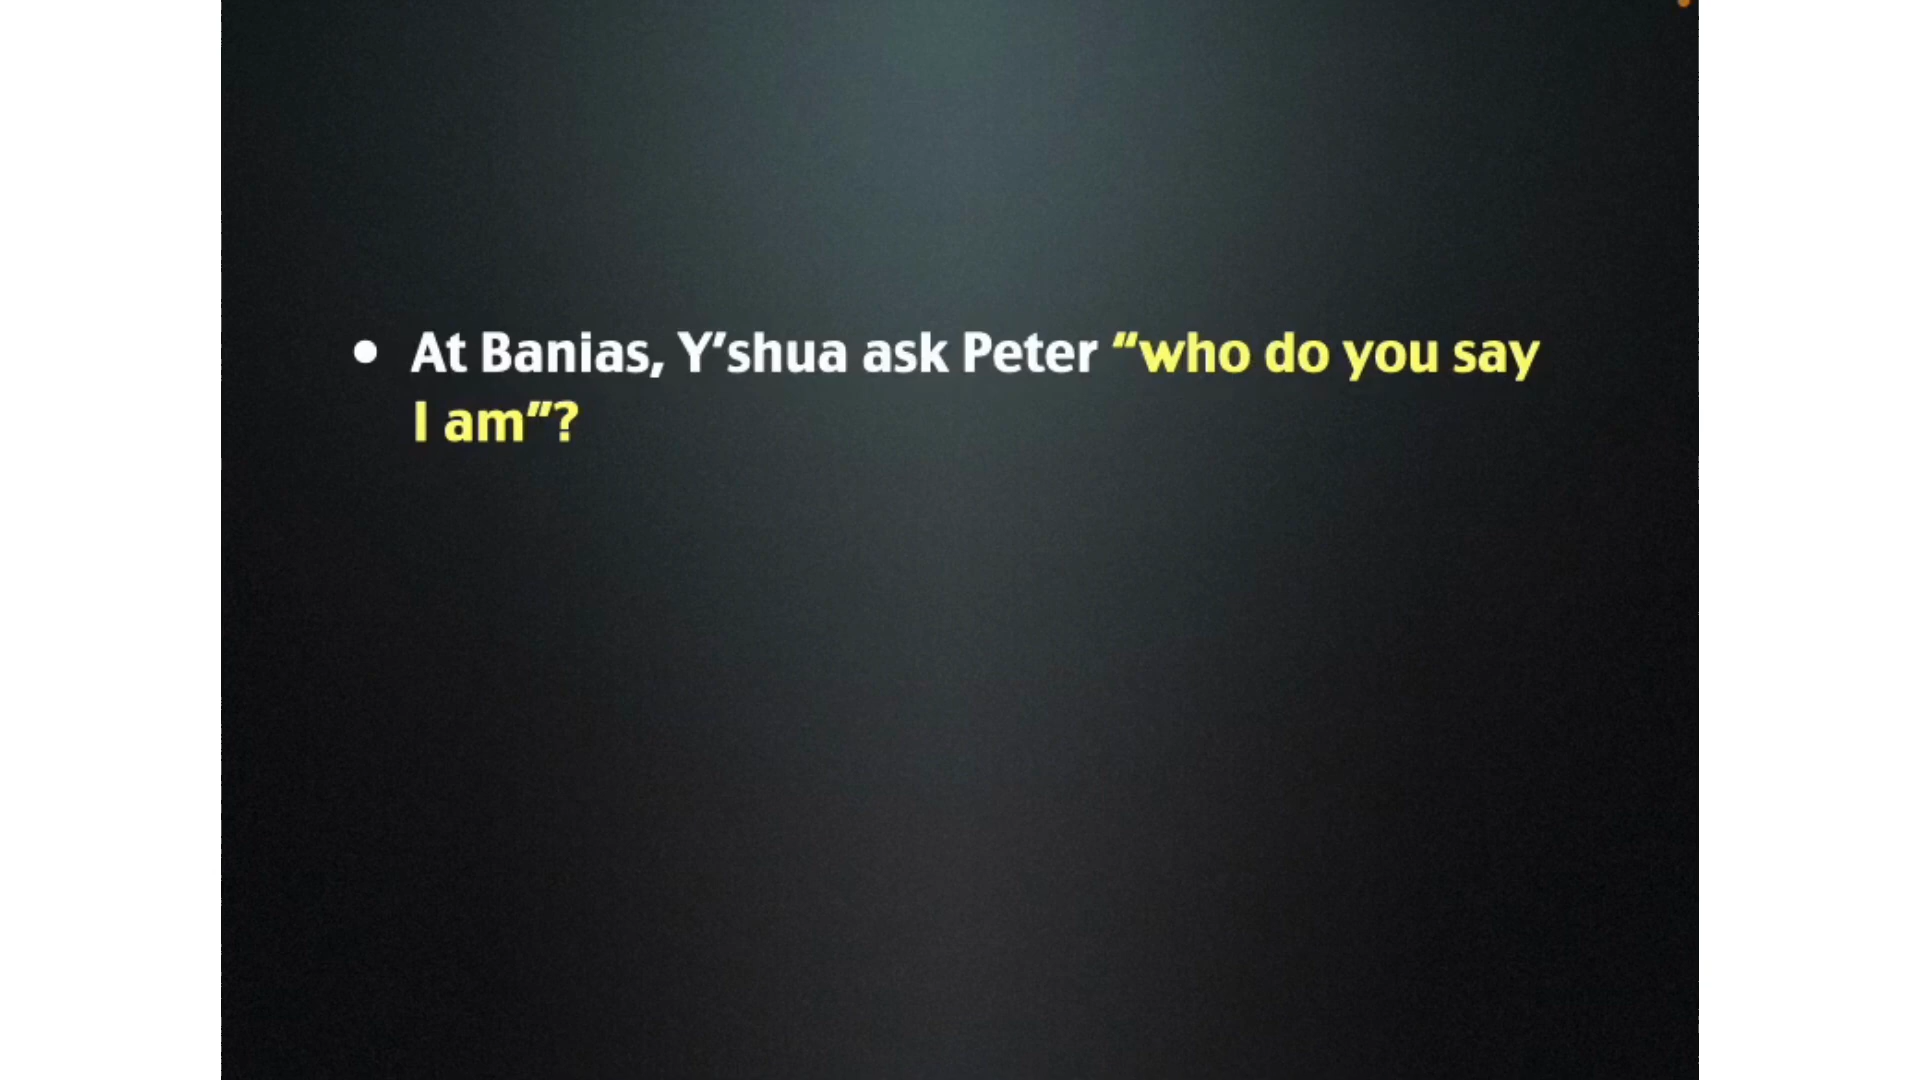 • At Banias, Y’shua ask Peter “who do you say
I am”?